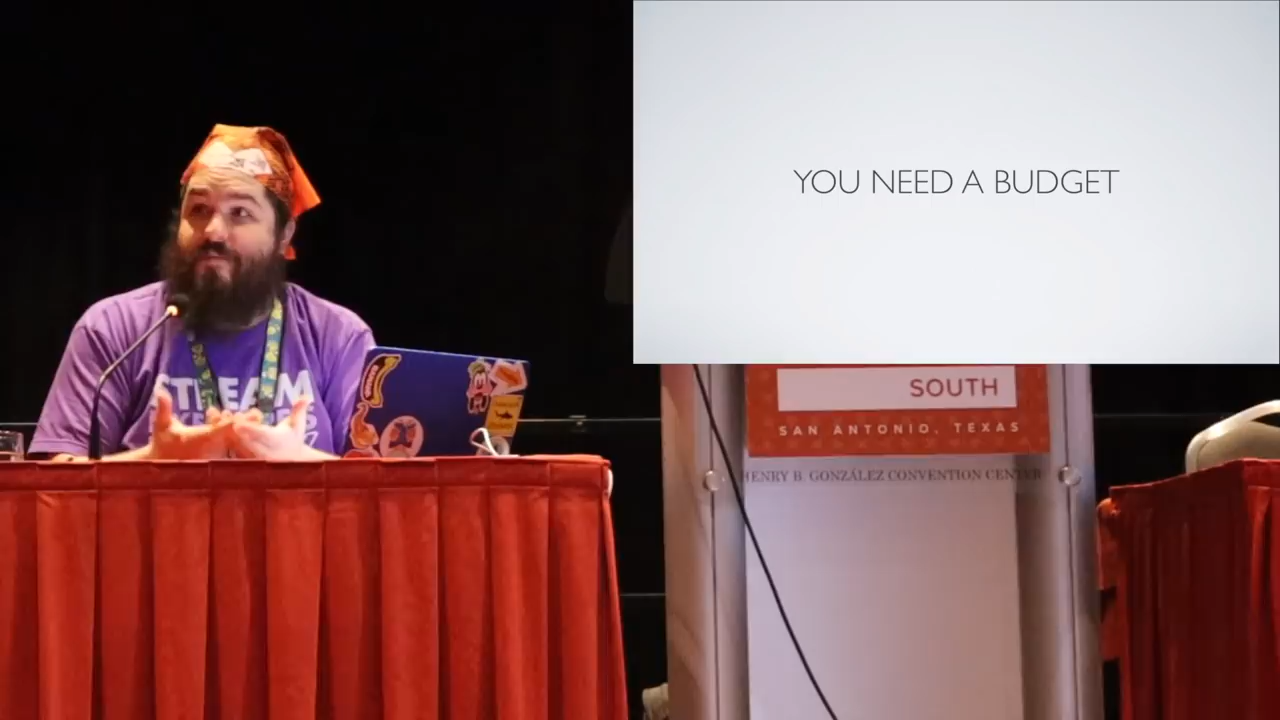 YOU NEED A BUDGET
SOUTH
SAN ANTONIO, TEXAS
HENRY B. GONZÁLEZ CONVENTION CENTER
STREAM